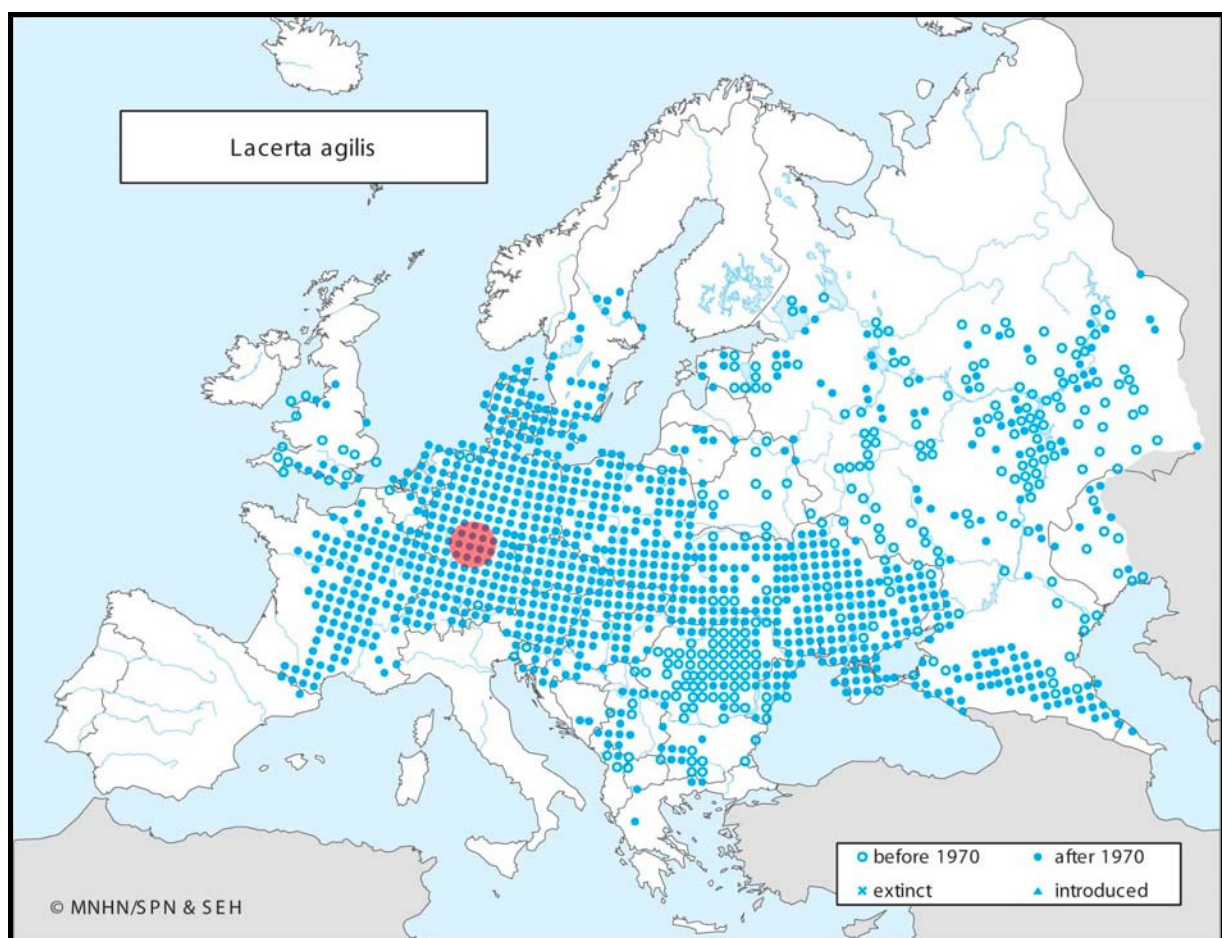 Lacerta agilis
before 1970
after 1970
extinct
introduced
© MNHN/SPN & SEH